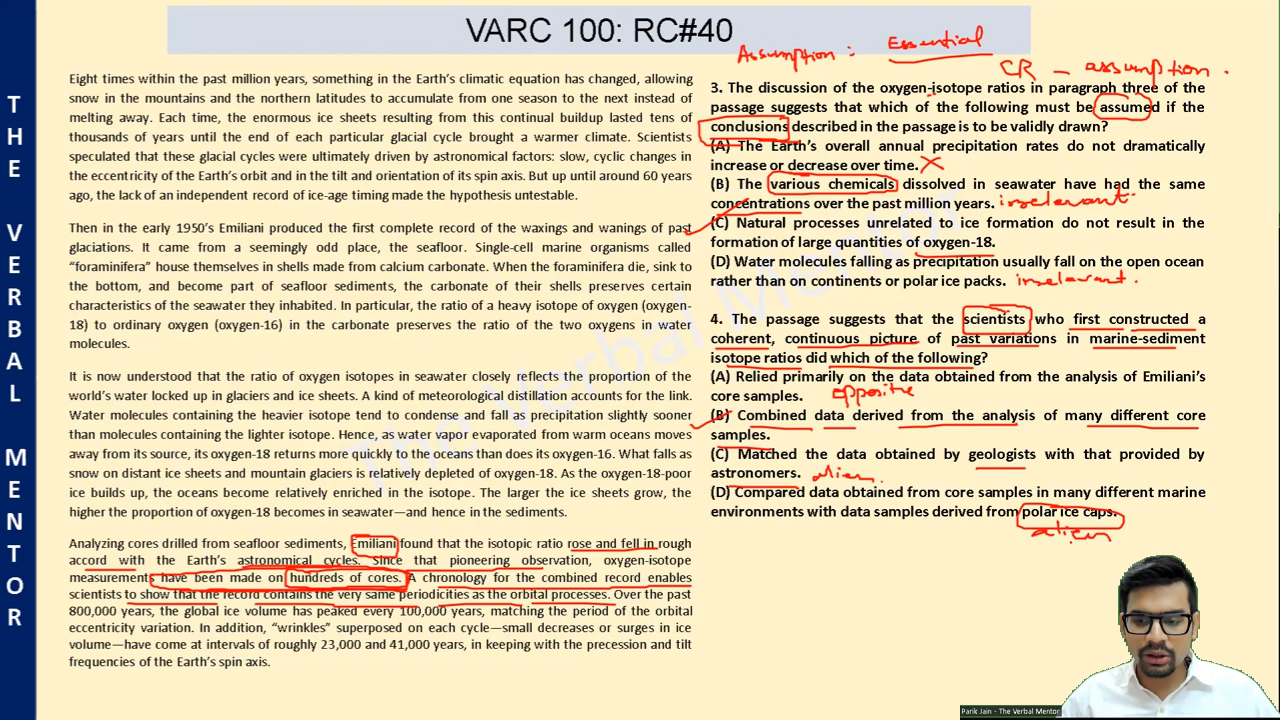 VARC 100: RC#40
THE VERBAL MENTOR
Assumption : Essential
CR – assumption.
Eight times within the past million years, something in the Earth's climatic equation has changed, allowing
snow in the mountains and the northern latitudes to accumulate from one season to the next instead of
melting away. Each time, the enormous ice sheets resulting from this continual buildup lasted tens of
thousands of years until the end of each particular glacial cycle brought a warmer climate. Scientists
speculated that these glacial cycles were ultimately driven by astronomical factors: slow, cyclic changes in
the eccentricity of the Earth's orbit and in the tilt and orientation of its spin axis. But up until around 60 years
ago, the lack of an independent record of ice-age timing made the hypothesis untestable.
Then in the early 1950's Emiliani produced the first complete record of the waxings and wanings of past
glaciations. It came from a seemingly odd place, the seafloor. Single-cell marine organisms called
"foraminifera" house themselves in shells made from calcium carbonate. When the foraminifera die, sink to
the bottom, and become part of seafloor sediments, the carbonate of their shells preserves certain
characteristics of the seawater they inhabited. In particular, the ratio of a heavy isotope of oxygen (oxygen-
18) to ordinary oxygen (oxygen-16) in the carbonate preserves the ratio of the two oxygens in water
molecules.
It is now understood that the ratio of oxygen isotopes in seawater closely reflects the proportion of the
world's water locked up in glaciers and ice sheets. A kind of meteorological distillation accounts for the link.
Water molecules containing the heavier isotope tend to condense and fall as precipitation slightly sooner
than molecules containing the lighter isotope. Hence, as water vapor evaporated from warm oceans moves
away from its source, its oxygen-18 returns more quickly to the oceans than does its oxygen-16. What falls as
snow on distant ice sheets and mountain glaciers is relatively depleted of oxygen-18. As the oxygen-18-poor
ice builds up, the oceans become relatively enriched in the isotope. The larger the ice sheets grow, the
higher the proportion of oxygen-18 becomes in seawater—and hence in the sediments.
Analyzing cores drilled from seafloor sediments, Emiliani found that the isotopic ratio rose and fell in rough
accord with the Earth's astronomical cycles. Since that pioneering observation, oxygen-isotope
measurements have been made on hundreds of cores. A chronology for the combined record enables
scientists to show that the record contains the very same periodicities as the orbital processes. Over the past
800,000 years, the global ice volume has peaked every 100,000 years, matching the period of the orbital
eccentricity variation. In addition, "wrinkles" superposed on each cycle—small decreases or surges in ice
volume—have come at intervals of roughly 23,000 and 41,000 years, in keeping with the precession and tilt
frequencies of the Earth's spin axis.
3. The discussion of the oxygen-isotope ratios in paragraph three of the
passage suggests that which of the following must be assumed if the
conclusions described in the passage is to be validly drawn?
(A) The Earth's overall annual precipitation rates do not dramatically
increase or decrease over time.
(B) The various chemicals dissolved in seawater have had the same
concentrations over the past million years. irrelevant.
(C) Natural processes unrelated to ice formation do not result in the
formation of large quantities of oxygen-18.
(D) Water molecules falling as precipitation usually fall on the open ocean
rather than on continents or polar ice packs. irrelevant.
4. The passage suggests that the scientists who first constructed a
coherent, continuous picture of past variations in marine-sediment
isotope ratios did which of the following?
(A) Relied primarily on the data obtained from the analysis of Emiliani's
core samples. opposite
(B) Combined data derived from the analysis of many different core
samples.
(C) Matched the data obtained by geologists with that provided by
astronomers. alien.
(D) Compared data obtained from core samples in many different marine
environments with data samples derived from polar ice caps.
alien
The Verbal Mentor
Parik Jain - The Verbal Mentor